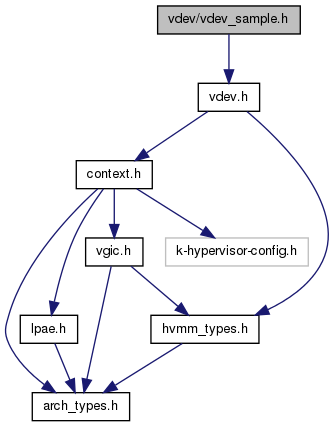 vdev/vdev_sample.h
vdev.h
context.h
vgic.h
k-hypervisor-config.h
lpae.h
hvmm_types.h
arch_types.h